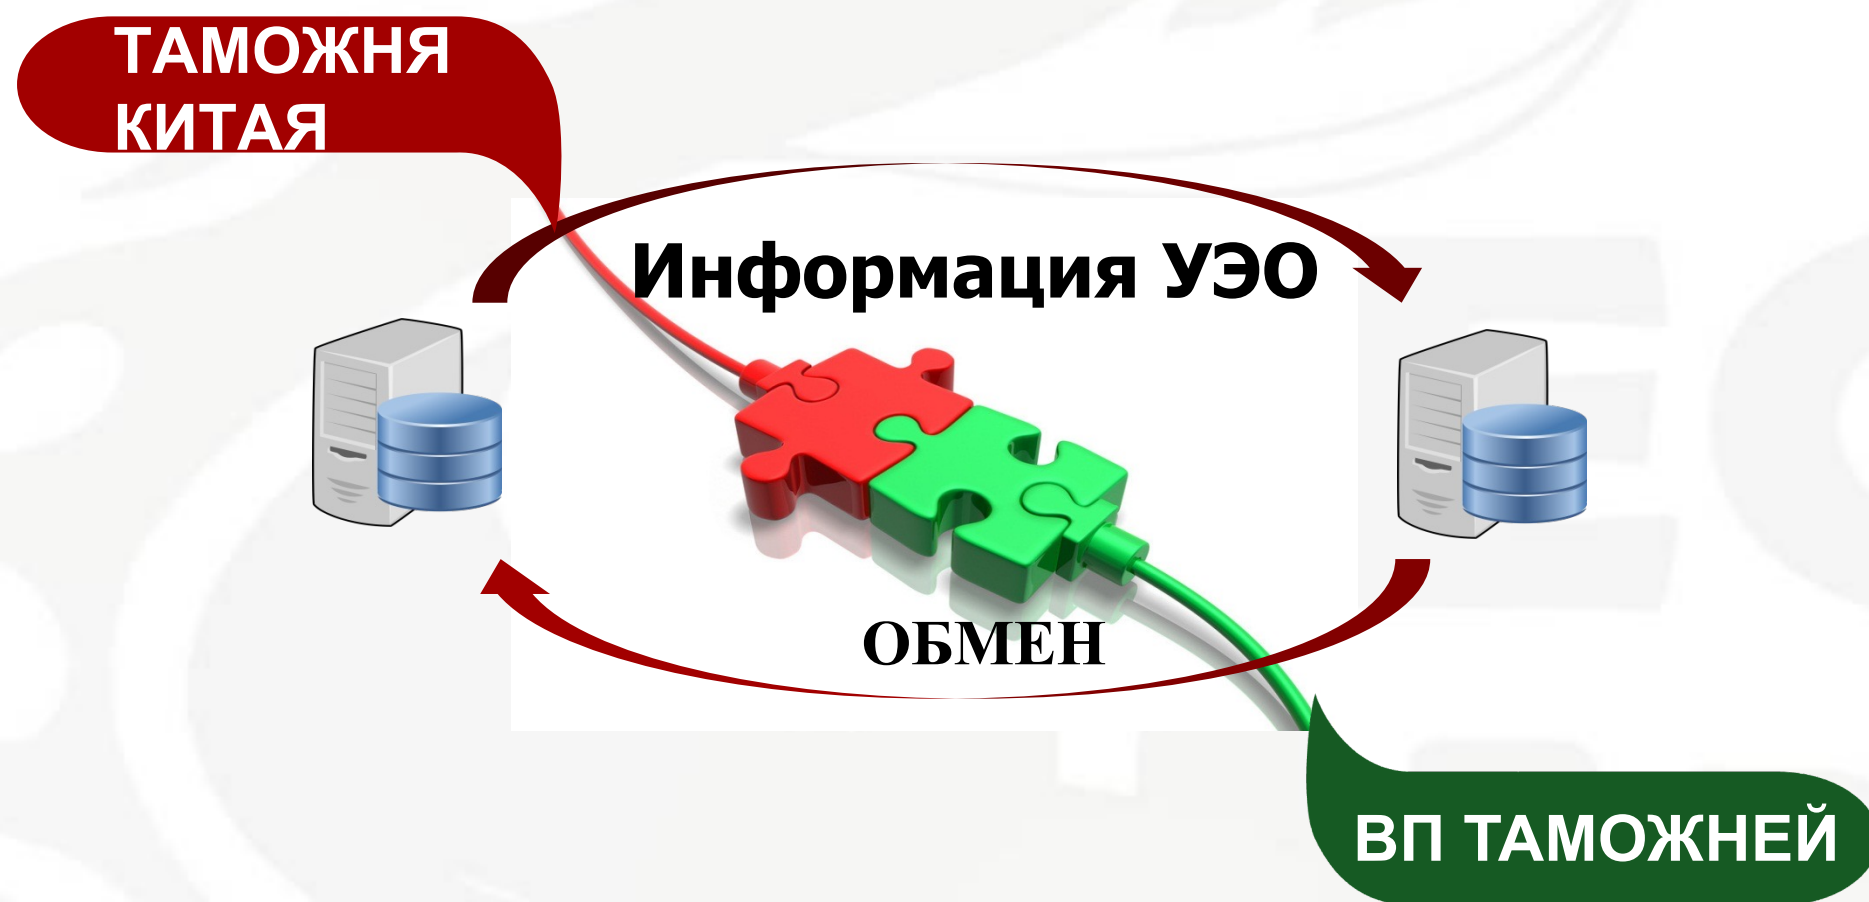 ТАМОЖНЯ
КИТАЯ
Информация УЭО
ОБМЕН
ВП ТАМОЖНЕЙ